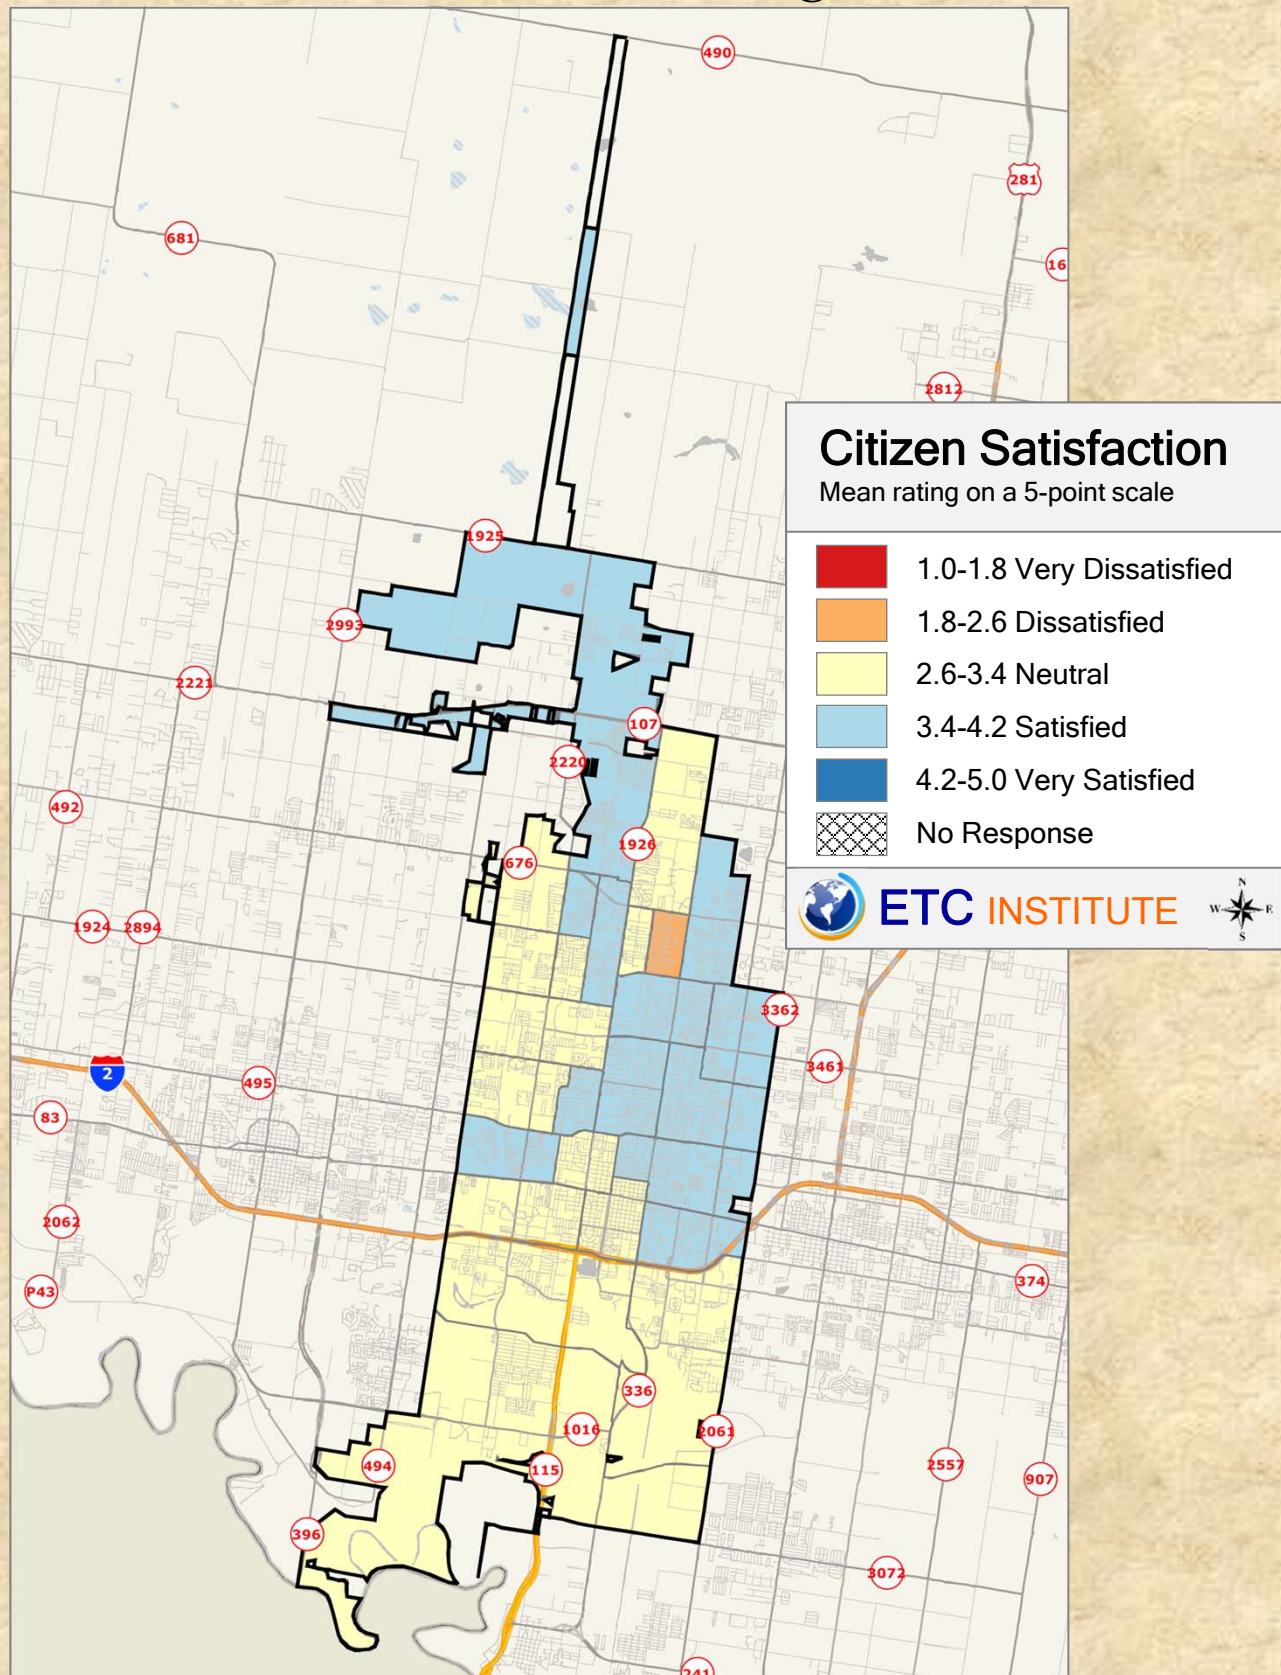 490
281
681
16
2812
Citizen Satisfaction
Mean rating on a 5-point scale
1.0-1.8 Very Dissatisfied
1.8-2.6 Dissatisfied
2.6-3.4 Neutral
3.4-4.2 Satisfied
4.2-5.0 Very Satisfied
No Response
ETC INSTITUTE
N
W E
S
1925
2993
2221
107
2220
492
1926
676
1924 2894
3362
2
495
3461
83
2062
P43
374
336
1016
2061
494
115
2557
907
396
3072
241